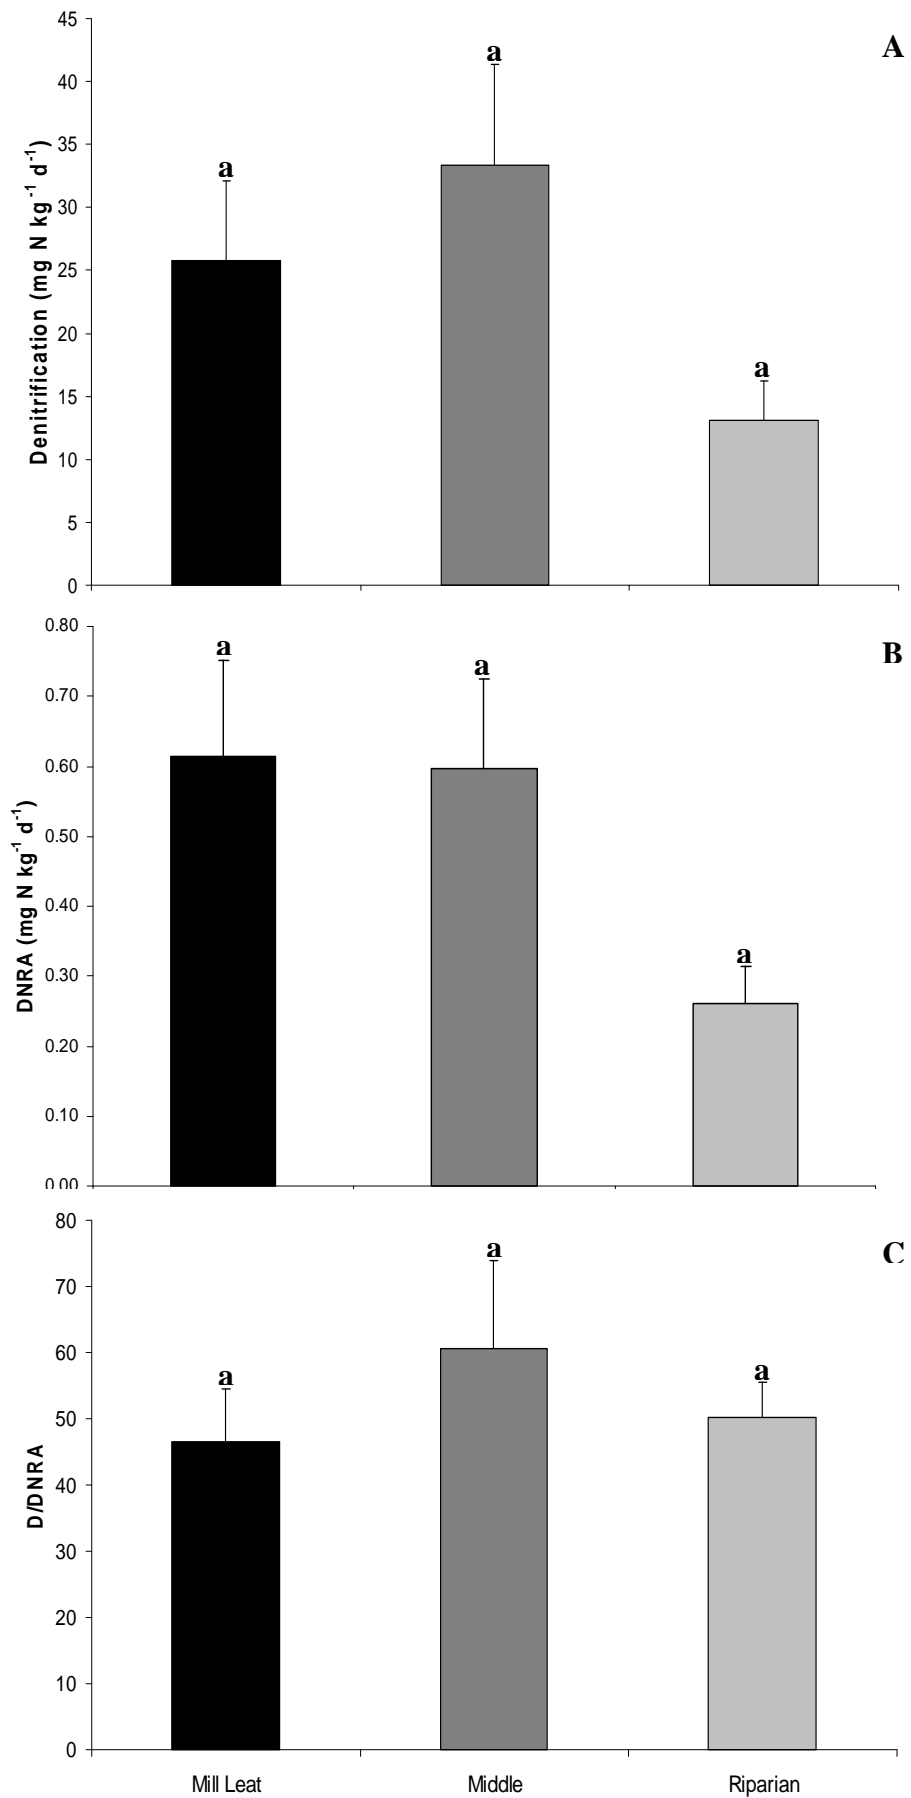 A
Denitrification (mg N kg⁻¹ d⁻¹)
45
40
35
30
25
20
15
10
5
0
a
a
a
B
DNRA (mg N kg⁻¹ d⁻¹)
0.80
0.70
0.60
0.50
0.40
0.30
0.20
0.10
0.00
a
a
a
C
D/DNRA
80
70
60
50
40
30
20
10
0
a
a
a
Mill Leat Middle Riparian